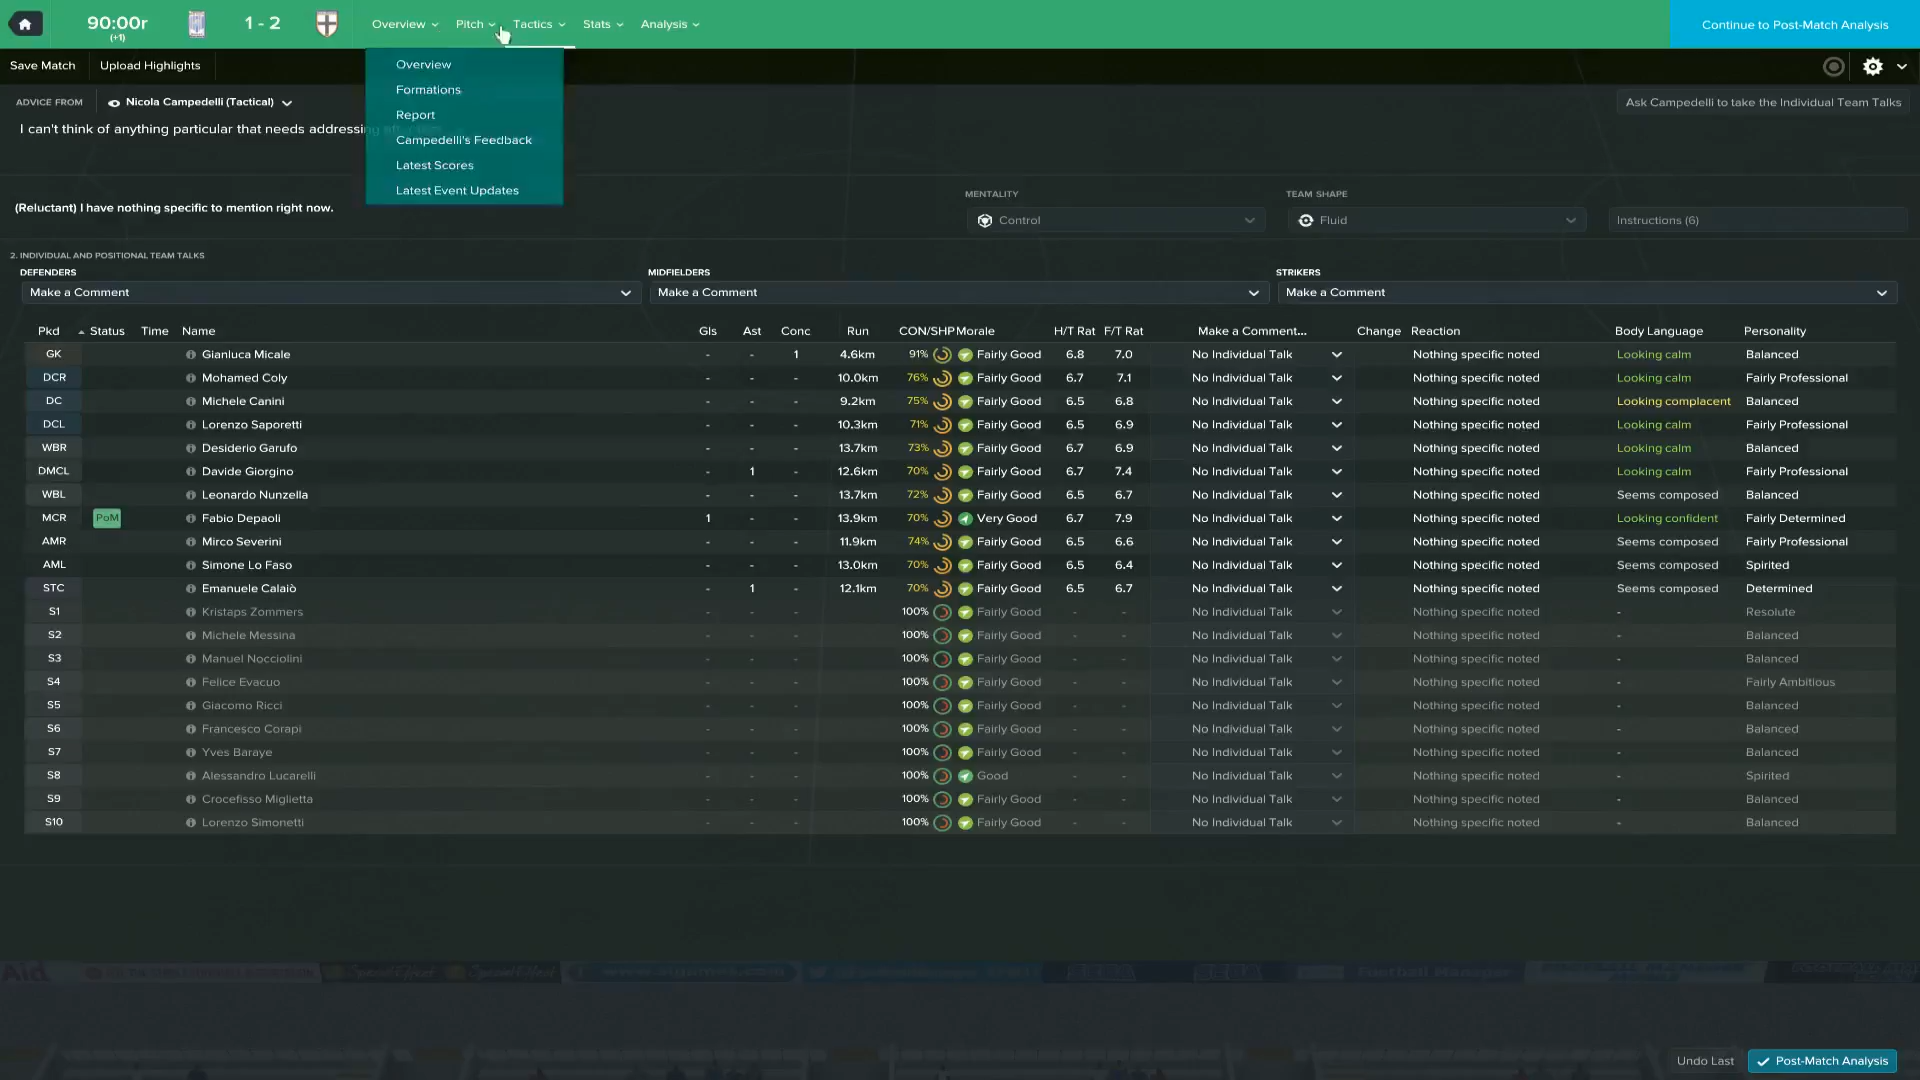 90:00r
(+1)
1 - 2
Overview Pitch Tactics Stats Analysis
Continue to Post-Match Analysis
Save Match Upload Highlights
Overview
Formations
Report
Campedelli's Feedback
Latest Scores
Latest Event Updates
ADVICE FROM Nicola Campedelli (Tactical)
Ask Campedelli to take the Individual Team Talks
I can't think of anything particular that needs addressing
(Reluctant) I have nothing specific to mention right now.
MENTALITY TEAM SHAPE
Control Fluid Instructions (6)
2. INDIVIDUAL AND POSITIONAL TEAM TALKS
DEFENDERS MIDFIELDERS STRIKERS
Make a Comment Make a Comment Make a Comment
Pkd Status Time Name Gls Ast Conc Run CON/SHP Morale H/T Rat F/T Rat Make a Comment... Change Reaction Body Language Personality
GK Gianluca Micale - - 1 4.6km 91% Fairly Good 6.8 7.0 No Individual Talk Nothing specific noted Looking calm Balanced
DCR Mohamed Coly - - - 10.0km 76% Fairly Good 6.7 7.1 No Individual Talk Nothing specific noted Looking calm Fairly Professional
DC Michele Canini - - - 9.2km 75% Fairly Good 6.5 6.8 No Individual Talk Nothing specific noted Looking complacent Balanced
DCL Lorenzo Saporetti - - - 10.3km 71% Fairly Good 6.5 6.9 No Individual Talk Nothing specific noted Looking calm Fairly Professional
WBR Desiderio Garufo - - - 13.7km 73% Fairly Good 6.7 6.9 No Individual Talk Nothing specific noted Looking calm Balanced
DMCL Davide Giorgino - 1 - 12.6km 70% Fairly Good 6.7 7.4 No Individual Talk Nothing specific noted Looking calm Fairly Professional
WBL Leonardo Nunzella - - - 13.7km 72% Fairly Good 6.5 6.7 No Individual Talk Nothing specific noted Seems composed Balanced
MCR PoM Fabio Depaoli 1 - - 13.9km 70% Very Good 6.7 7.9 No Individual Talk Nothing specific noted Looking confident Fairly Determined
AMR Mirco Severini - - - 11.9km 74% Fairly Good 6.5 6.6 No Individual Talk Nothing specific noted Seems composed Fairly Professional
AML Simone Lo Faso - - - 13.0km 70% Fairly Good 6.5 6.4 No Individual Talk Nothing specific noted Seems composed Spirited
STC Emanuele Calaiò - 1 - 12.1km 70% Fairly Good 6.5 6.7 No Individual Talk Nothing specific noted Seems composed Determined
S1 Kristaps Zommers - - - 100% Fairly Good - - No Individual Talk Nothing specific noted - Resolute
S2 Michele Messina - - - 100% Fairly Good - - No Individual Talk Nothing specific noted - Balanced
S3 Manuel Nocciolini - - - 100% Fairly Good - - No Individual Talk Nothing specific noted - Balanced
S4 Felice Evacuo - - - 100% Fairly Good - - No Individual Talk Nothing specific noted - Fairly Ambitious
S5 Giacomo Ricci - - - 100% Fairly Good - - No Individual Talk Nothing specific noted - Balanced
S6 Francesco Corapi - - - 100% Fairly Good - - No Individual Talk Nothing specific noted - Balanced
S7 Yves Baraye - - - 100% Fairly Good - - No Individual Talk Nothing specific noted - Balanced
S8 Alessandro Lucarelli - - - 100% Good - - No Individual Talk Nothing specific noted - Spirited
S9 Crocefisso Miglietta - - - 100% Fairly Good - - No Individual Talk Nothing specific noted - Balanced
S10 Lorenzo Simonetti - - - 100% Fairly Good - - No Individual Talk Nothing specific noted - Balanced
Aid SpecialEffect SpecialEffect Football Manager
Undo Last Post-Match Analysis